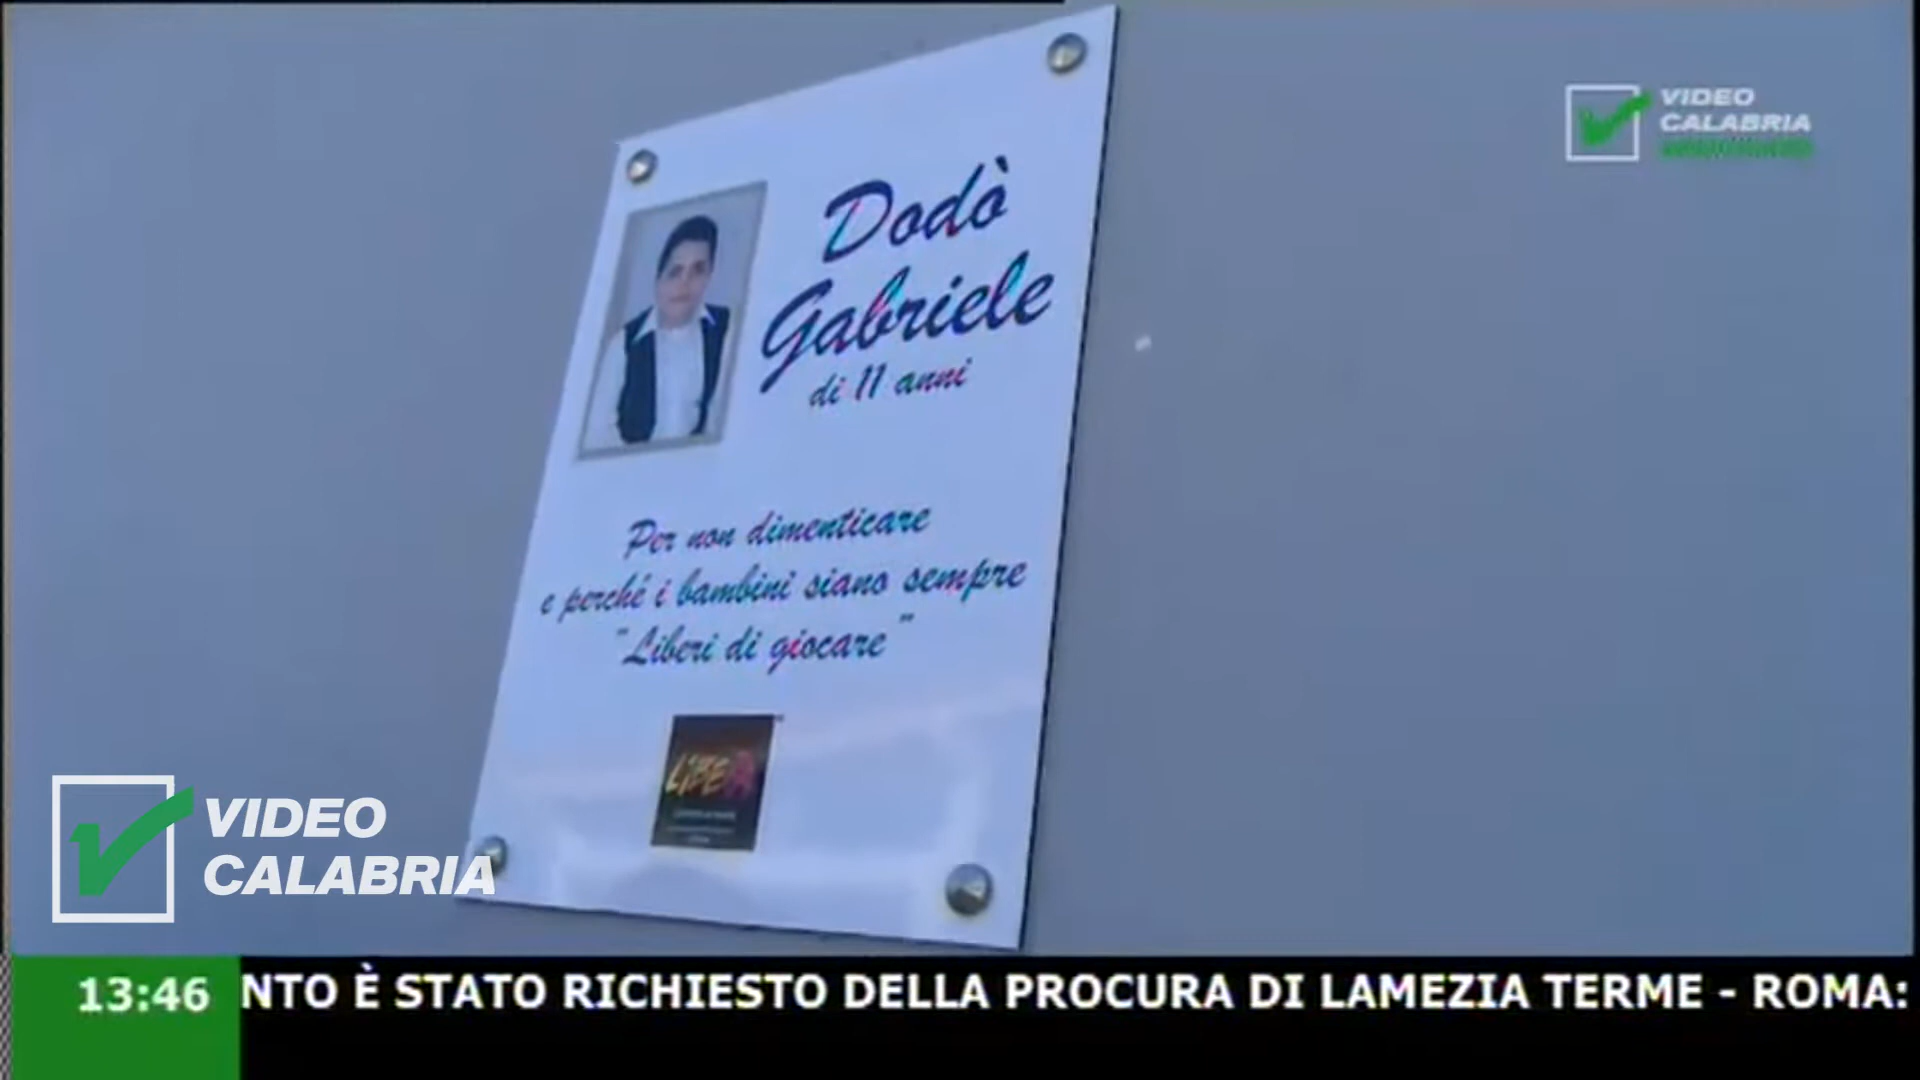 VIDEO
CALABRIA
Dodò
Gabriele
di 11 anni
Per non dimenticare
e perché i bambini siano sempre
"Liberi di giocare"
LIBERA
VIDEO
CALABRIA
13:46
NTO È STATO RICHIESTO DELLA PROCURA DI LAMEZIA TERME - ROMA: